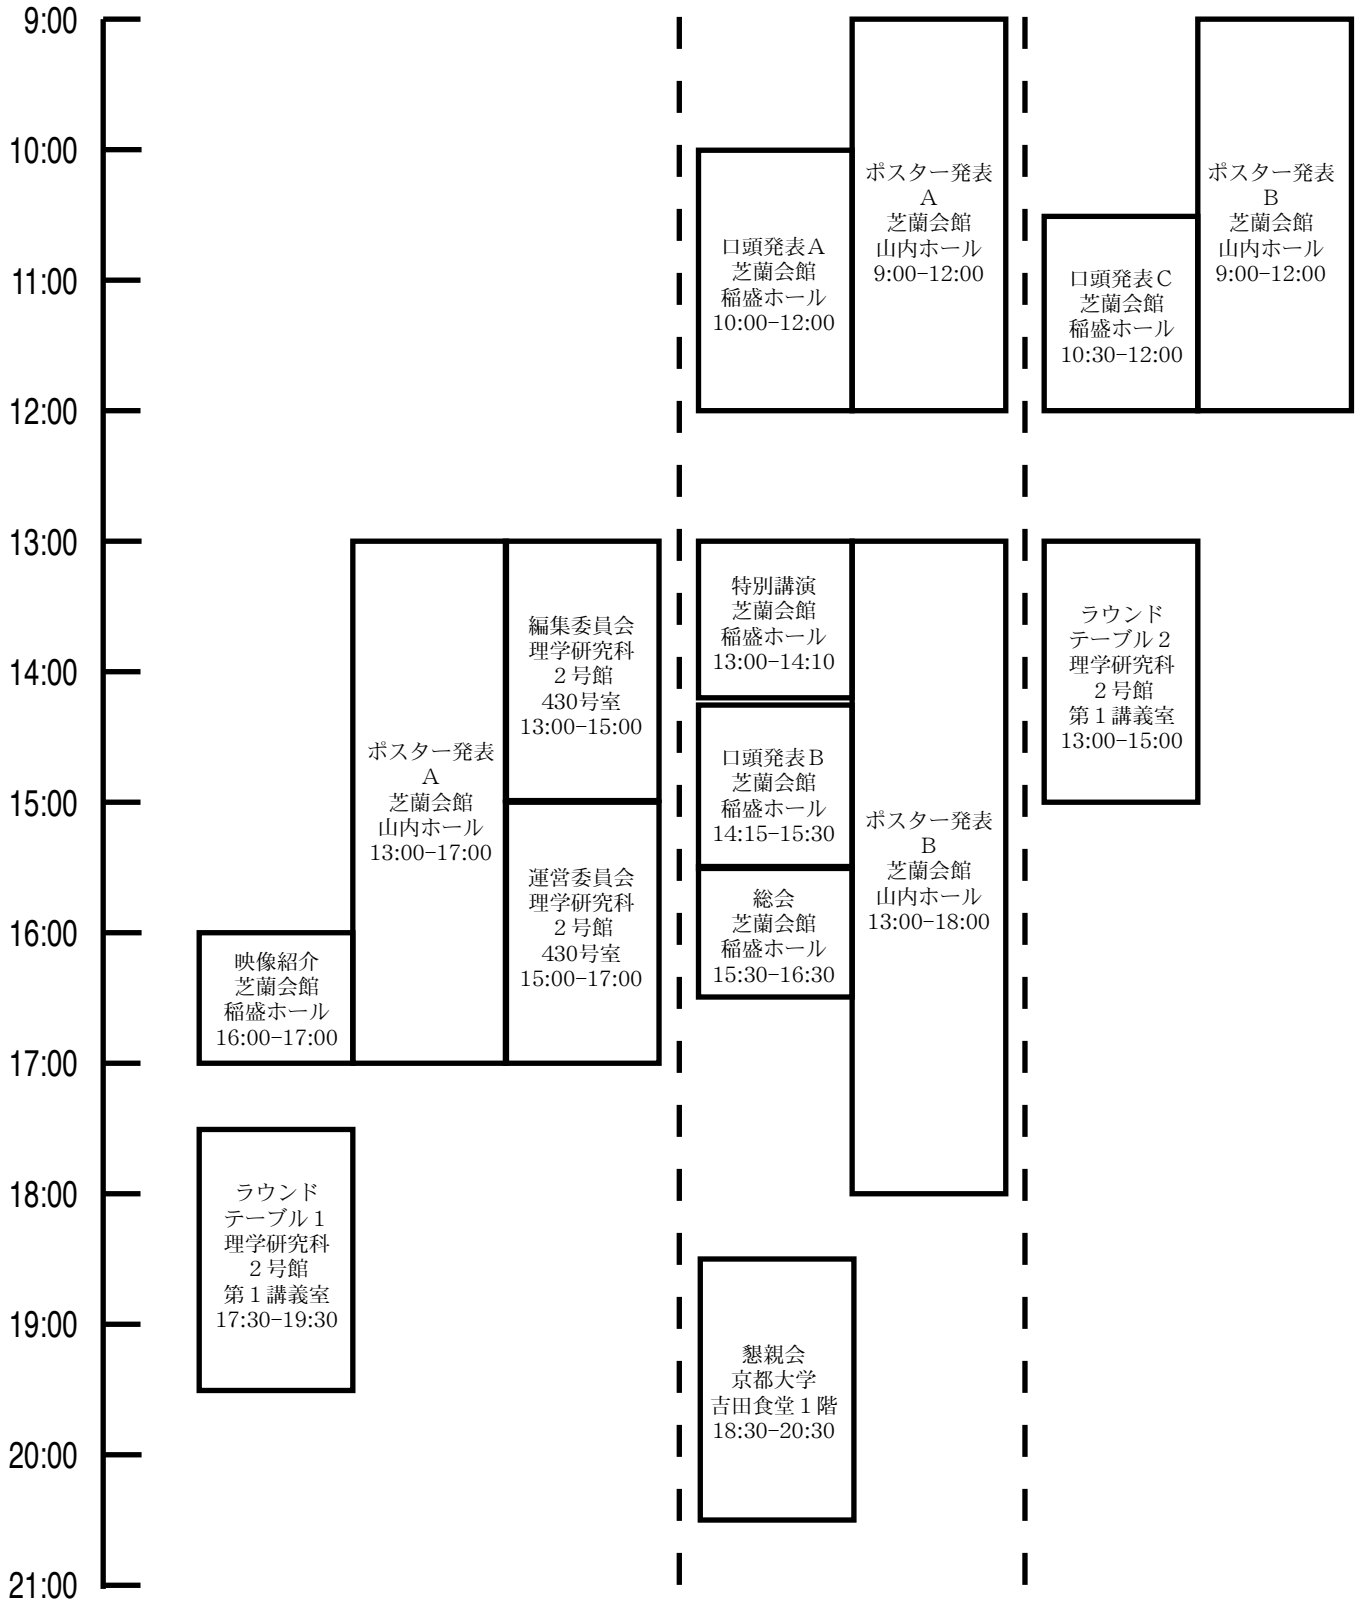 9:00
10:00
11:00
12:00
13:00
14:00
15:00
16:00
17:00
18:00
19:00
20:00
21:00
映像紹介
芝蘭会館
稲盛ホール
16:00-17:00
ラウンド
テーブル1
理学研究科
2号館
第1講義室
17:30-19:30
ポスター発表
A
芝蘭会館
山内ホール
13:00-17:00
編集委員会
理学研究科
2号館
430号室
13:00-15:00
運営委員会
理学研究科
2号館
430号室
15:00-17:00
口頭発表A
芝蘭会館
稲盛ホール
10:00-12:00
ポスター発表
A
芝蘭会館
山内ホール
9:00-12:00
特別講演
芝蘭会館
稲盛ホール
13:00-14:10
口頭発表B
芝蘭会館
稲盛ホール
14:15-15:30
総会
芝蘭会館
稲盛ホール
15:30-16:30
ポスター発表
B
芝蘭会館
山内ホール
13:00-18:00
懇親会
京都大学
吉田食堂1階
18:30-20:30
口頭発表C
芝蘭会館
稲盛ホール
10:30-12:00
ポスター発表
B
芝蘭会館
山内ホール
9:00-12:00
ラウンド
テーブル2
理学研究科
2号館
第1講義室
13:00-15:00